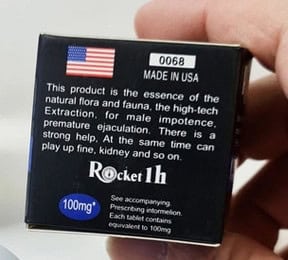 0068
MADE IN USA
This product is the essence of the
natural flora and fauna, the high-tech
Extraction, for male impotence,
premature ejaculation. There is a
strong help, At the same time can
play up fine, kidney and so on.
Rocket 1h
100mg*
See accompanying.
Prescribing informelion.
Each tablet contains
equivalent to 100mg